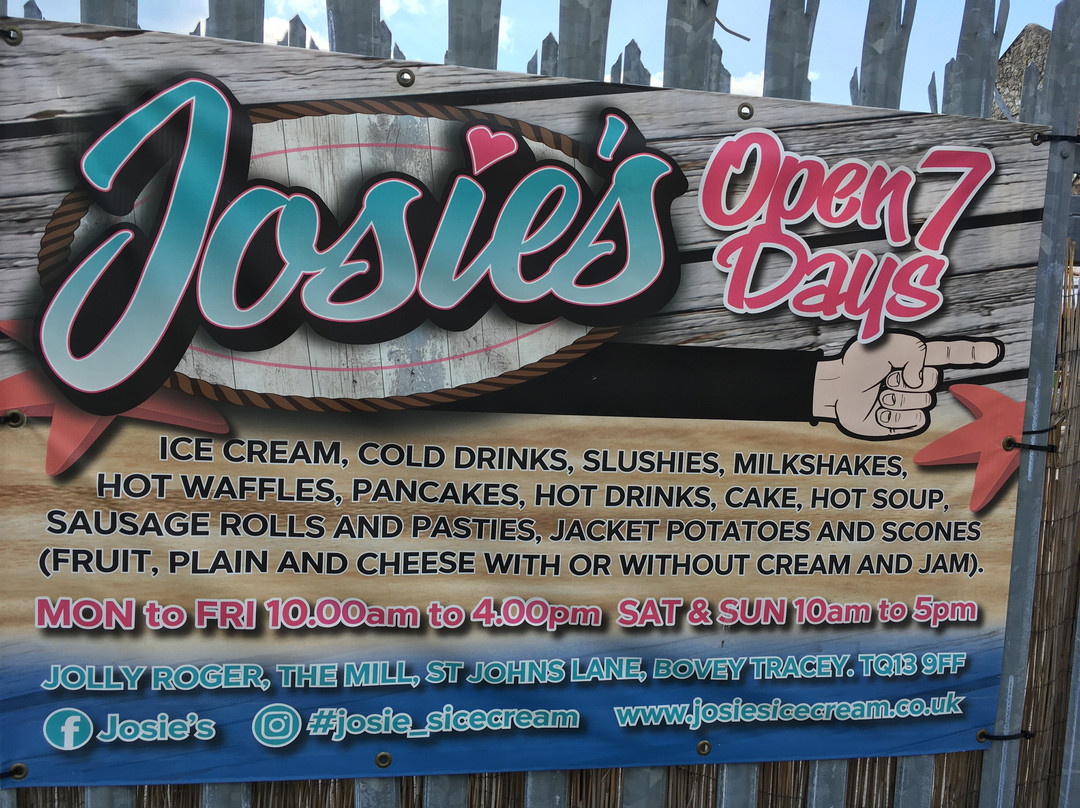 Josie's
Open 7
Days
ICE CREAM, COLD DRINKS, SLUSHIES, MILKSHAKES,
HOT WAFFLES, PANCAKES, HOT DRINKS, CAKE, HOT SOUP,
SAUSAGE ROLLS AND PASTIES, JACKET POTATOES AND SCONES
(FRUIT, PLAIN AND CHEESE WITH OR WITHOUT CREAM AND JAM).
MON to FRI 10.00am to 4.00pm SAT & SUN 10am to 5pm
JOLLY ROGER, THE MILL, ST JOHNS LANE, BOVEY TRACEY. TQ13 9FF
f Josie's #josie_sicecream www.josiesicecream.co.uk